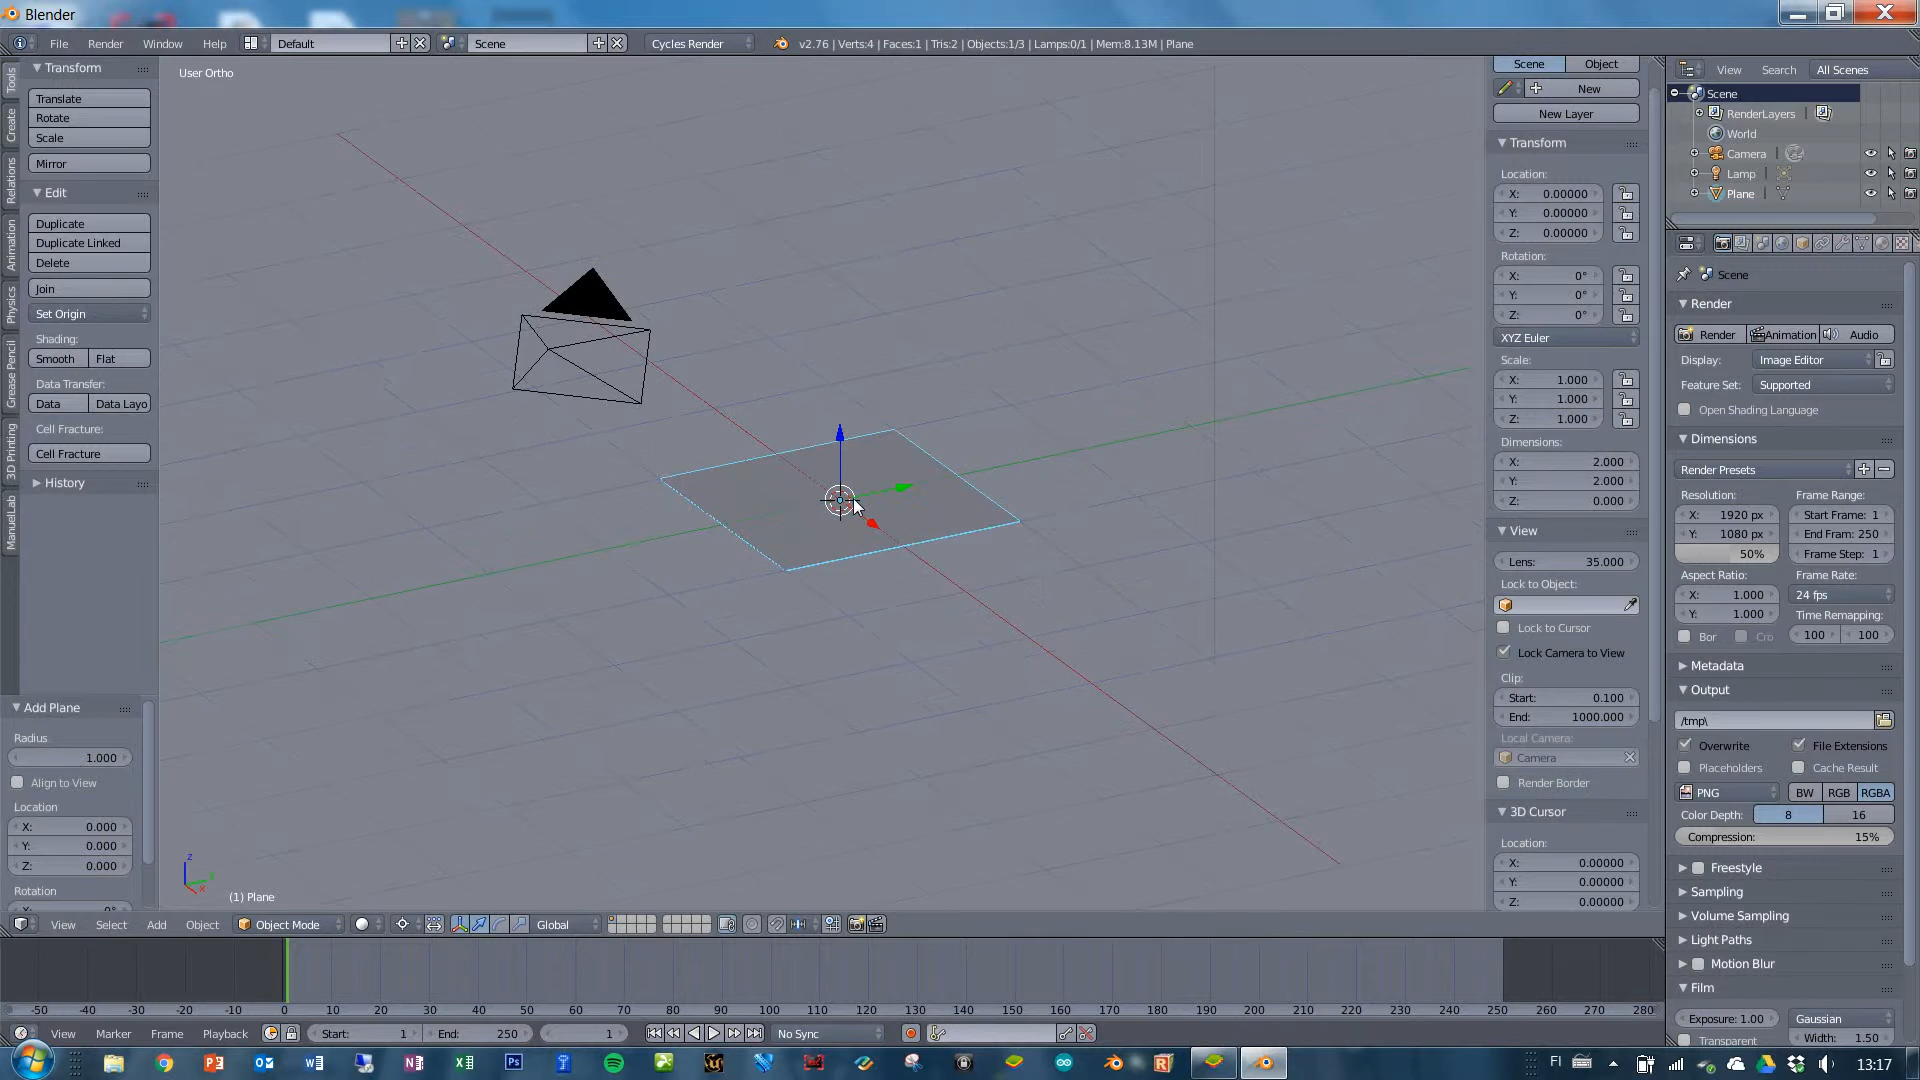 Blender
File Render Window Help Default Scene Cycles Render v2.76 | Verts:4 | Faces:1 | Tris:2 | Objects:1/3 | Lamps:0/1 | Mem:8.13M | Plane
Tools
Create
Relations
Animation
Physics
Grease Pencil
3D Printing
ManuelLab
Transform
Translate
Rotate
Scale
Mirror
Edit
Duplicate
Duplicate Linked
Delete
Join
Set Origin
Shading:
Smooth Flat
Data Transfer:
Data Data Layo
Cell Fracture:
Cell Fracture
History
Add Plane
Radius
1.000
Align to View
Location
X: 0.000
Y: 0.000
Z: 0.000
Rotation
X: 0°
User Ortho
z
(1) Plane
Scene Object
New
New Layer
Transform
Location:
X: 0.00000
Y: 0.00000
Z: 0.00000
Rotation:
X: 0°
Y: 0°
Z: 0°
XYZ Euler
Scale:
X: 1.000
Y: 1.000
Z: 1.000
Dimensions:
X: 2.000
Y: 2.000
Z: 0.000
View
Lens: 35.000
Lock to Object:
Lock to Cursor
Lock Camera to View
Clip:
Start: 0.100
End: 1000.000
Local Camera:
Camera
Render Border
3D Cursor
Location:
X: 0.00000
Y: 0.00000
Z: 0.00000
View Search All Scenes
Scene
RenderLayers
World
Camera
Lamp
Plane
Scene
Render
Render Animation Audio
Display: Image Editor
Feature Set: Supported
Open Shading Language
Dimensions
Render Presets
Resolution: Frame Range:
X: 1920 px Start Frame: 1
Y: 1080 px End Fram: 250
50% Frame Step: 1
Aspect Ratio: Frame Rate:
X: 1.000 24 fps
Y: 1.000 Time Remapping:
Bor Cro 100 100
Metadata
Output
/tmp\
Overwrite File Extensions
Placeholders Cache Result
PNG BW RGB RGBA
Color Depth: 8 16
Compression: 15%
Freestyle
Sampling
Volume Sampling
Light Paths
Motion Blur
Film
Exposure: 1.00 Gaussian
Transparent Width: 1.50
View Select Add Object Object Mode Global
-50 -40 -30 -20 -10 0 10 20 30 40 50 60 70 80 90 100 110 120 130 140 150 160 170 180 190 200 210 220 230 240 250 260 270 280
View Marker Frame Playback Start: 1 End: 250 1 No Sync
FI 13:17